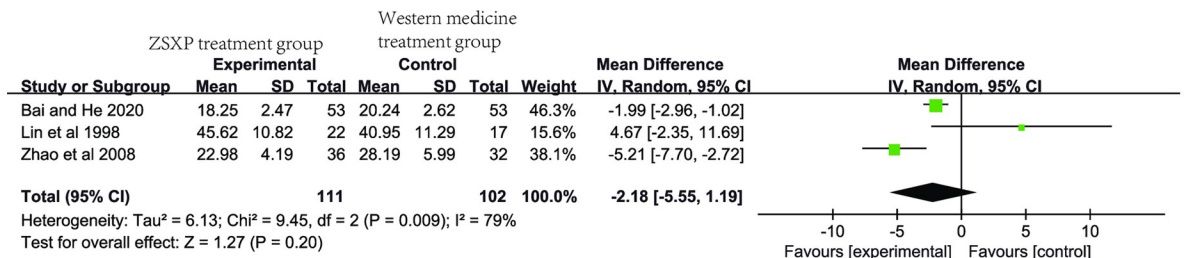 Western medicine
ZSXP treatment group treatment group
Experimental Control Mean Difference Mean Difference
Study or Subgroup Mean SD Total Mean SD Total Weight IV, Random, 95% CI IV, Random, 95% CI
Bai and He 2020 18.25 2.47 53 20.24 2.62 53 46.3% -1.99 [-2.96, -1.02]
Lin et al 1998 45.62 10.82 22 40.95 11.29 17 15.6% 4.67 [-2.35, 11.69]
Zhao et al 2008 22.98 4.19 36 28.19 5.99 32 38.1% -5.21 [-7.70, -2.72]
Total (95% CI) 111 102 100.0% -2.18 [-5.55, 1.19]
Heterogeneity: Tau² = 6.13; Chi² = 9.45, df = 2 (P = 0.009); I² = 79%
Test for overall effect: Z = 1.27 (P = 0.20)
-10 -5 0 5 10
Favours [experimental] Favours [control]